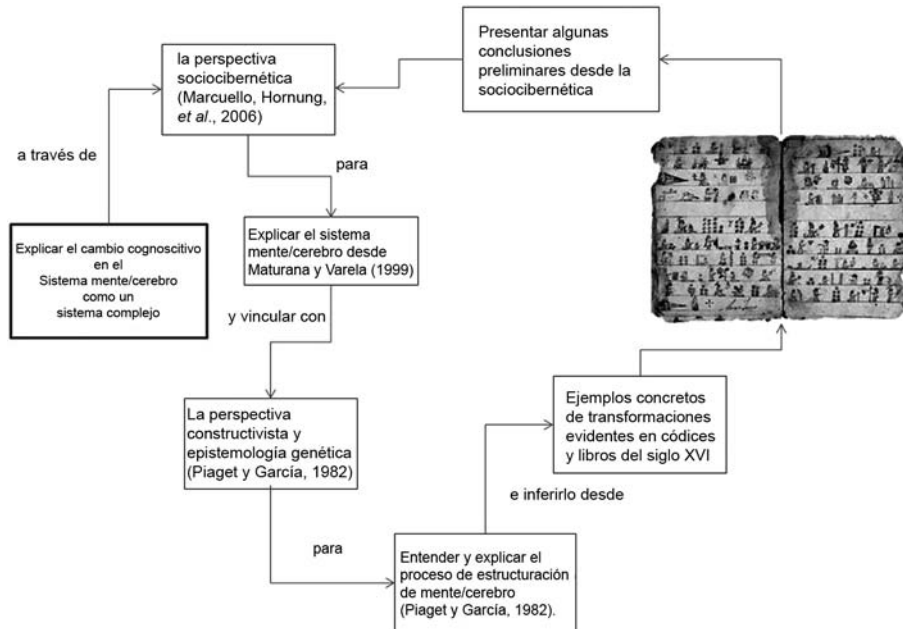 Presentar algunas
conclusiones
preliminares desde la
sociocibernética
la perspectiva
sociocibernética
(Marcuello, Hornung,
et al., 2006)
a través de
para
Explicar el cambio cognoscitivo
en el
Sistema mente/cerebro
como un
sistema complejo
Explicar el sistema
mente/cerebro desde
Maturana y Varela (1999)
y vincular con
La perspectiva
constructivista y
epistemología genética
(Piaget y García, 1982)
para
Entender y explicar el
proceso de estructuración
de mente/cerebro
(Piaget y García, 1982).
e inferirlo desde
Ejemplos concretos
de transformaciones
evidentes en códices
y libros del siglo XVI